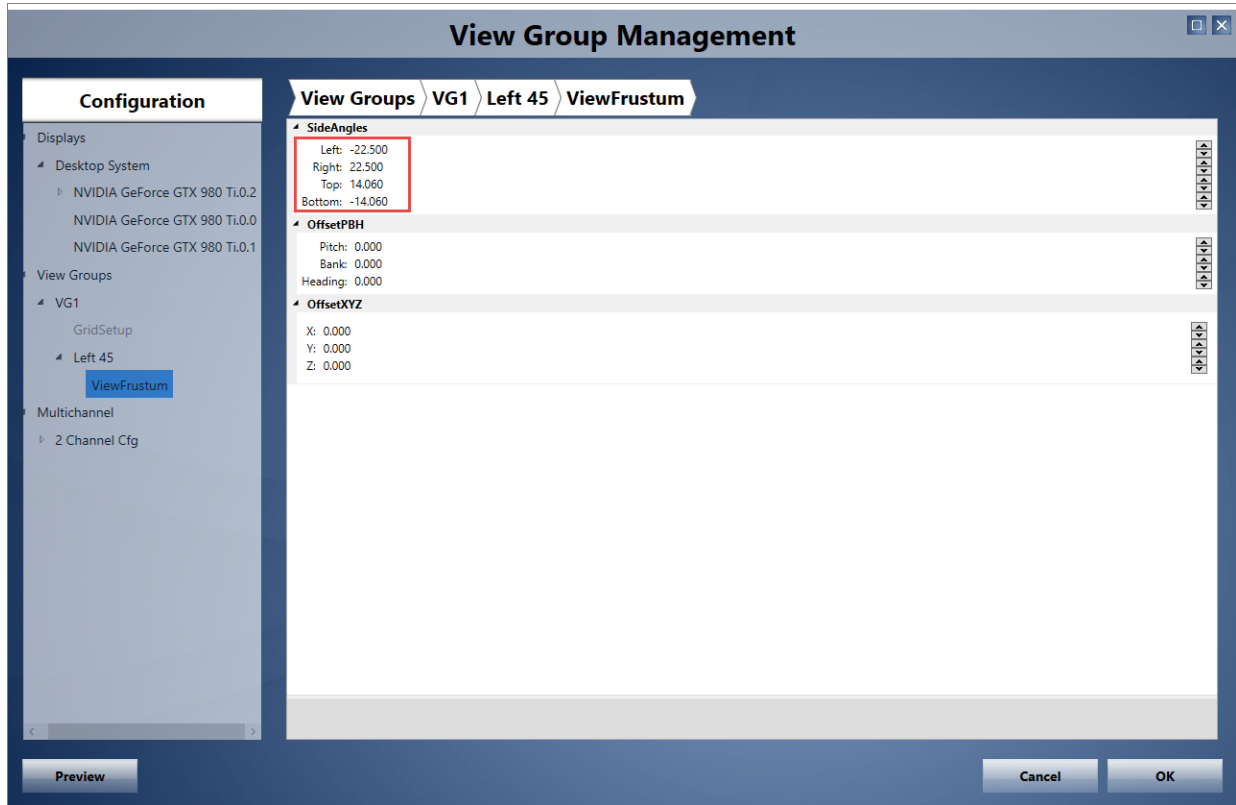 View Group Management
Configuration
Displays
Desktop System
NVIDIA GeForce GTX 980 Ti.0.2
NVIDIA GeForce GTX 980 Ti.0.0
NVIDIA GeForce GTX 980 Ti.0.1
View Groups
VG1
GridSetup
Left 45
ViewFrustum
Multichannel
2 Channel Cfg
View Groups VG1 Left 45 ViewFrustum
SideAngles
Left: -22.500
Right: 22.500
Top: 14.060
Bottom: -14.060
OffsetPBH
Pitch: 0.000
Bank: 0.000
Heading: 0.000
OffsetXYZ
X: 0.000
Y: 0.000
Z: 0.000
Preview Cancel OK